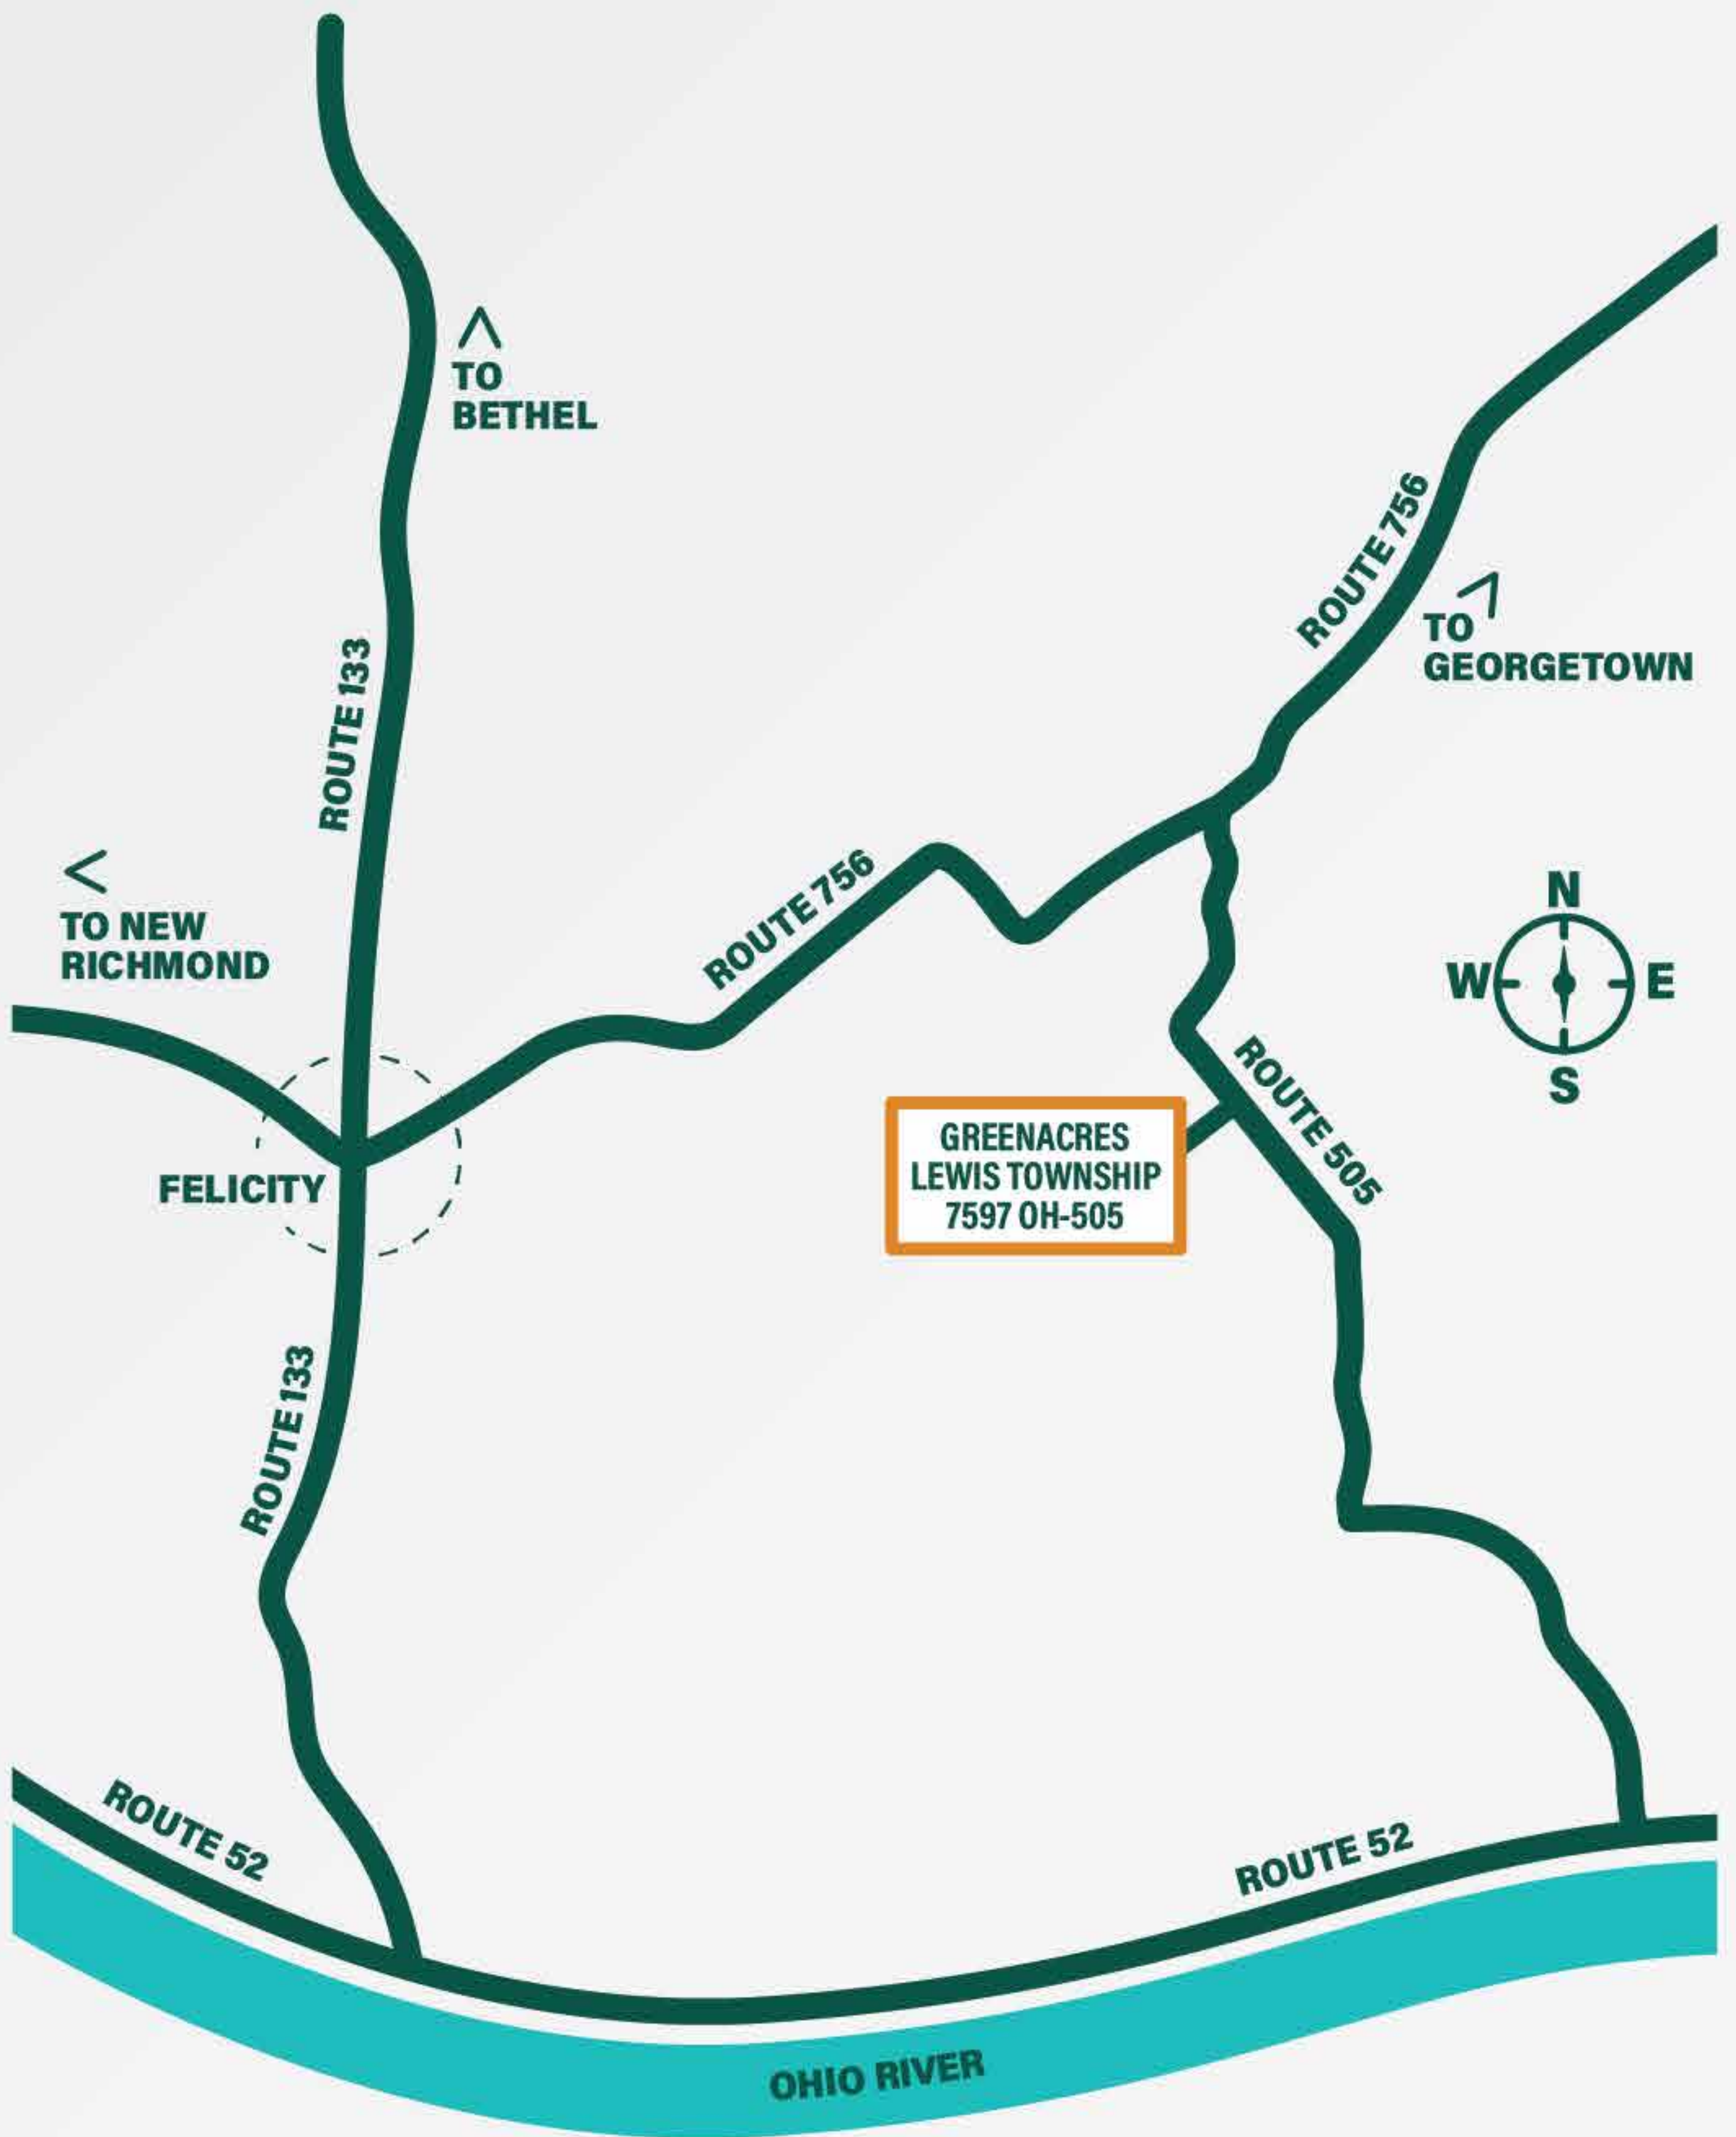 TO
BETHEL
ROUTE 756
TO
GEORGETOWN
ROUTE 133
ROUTE 756
TO NEW
RICHMOND
N
W
E
S
ROUTE 505
GREENACRES
LEWIS TOWNSHIP
7597 OH-505
FELICITY
ROUTE 133
ROUTE 52
ROUTE 52
OHIO RIVER